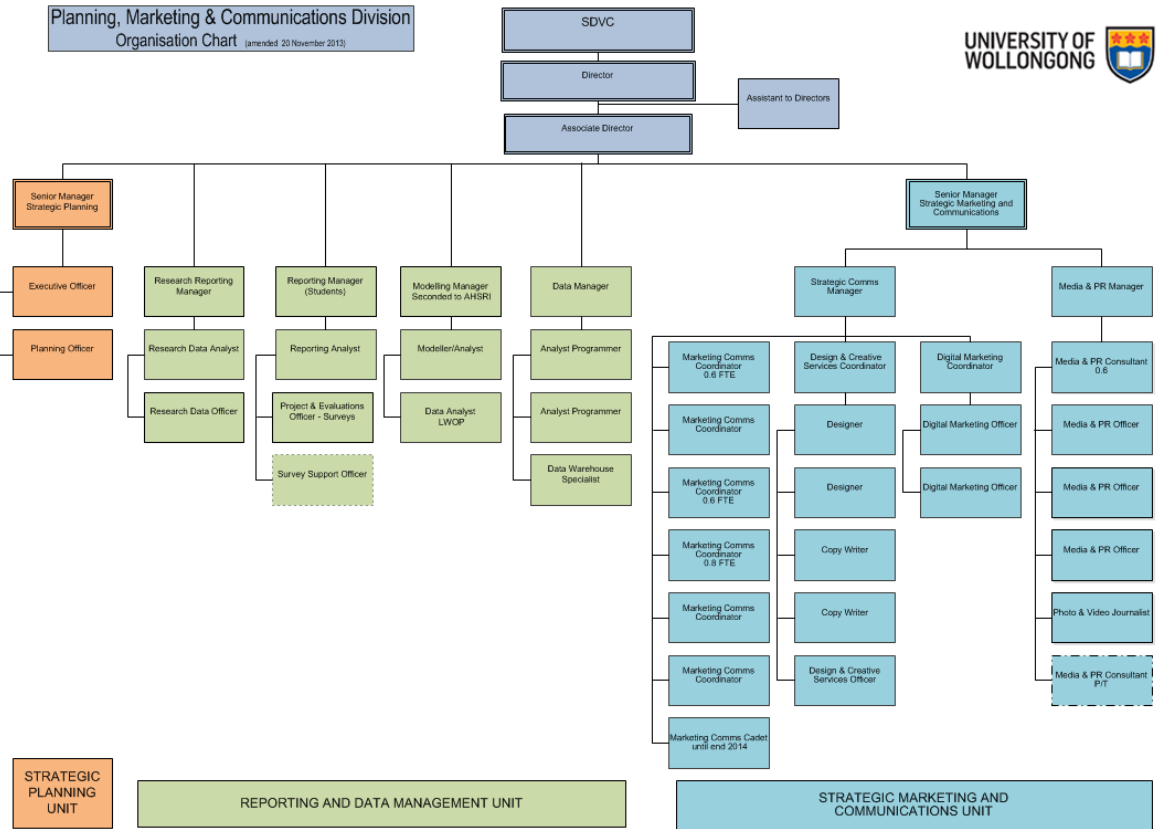 Planning, Marketing & Communications Division
Organisation Chart (amended 20 November 2013)
SDVC
UNIVERSITY OF
WOLLONGONG
Director
Assistant to Directors
Associate Director
Senior Manager
Strategic Planning
Senior Manager
Strategic Marketing and
Communications
Executive Officer
Research Reporting
Manager
Reporting Manager
(Students)
Modelling Manager
Seconded to AHSRI
Data Manager
Strategic Comms
Manager
Media & PR Manager
Planning Officer
Research Data Analyst
Reporting Analyst
Modeller/Analyst
Analyst Programmer
Marketing Comms
Coordinator
0.6 FTE
Design & Creative
Services Coordinator
Digital Marketing
Coordinator
Media & PR Consultant
0.6
Research Data Officer
Project & Evaluations
Officer - Surveys
Data Analyst
LWOP
Analyst Programmer
Marketing Comms
Coordinator
Designer
Digital Marketing Officer
Media & PR Officer
Survey Support Officer
Data Warehouse
Specialist
Marketing Comms
Coordinator
0.6 FTE
Designer
Digital Marketing Officer
Media & PR Officer
Marketing Comms
Coordinator
0.8 FTE
Copy Writer
Media & PR Officer
Marketing Comms
Coordinator
Copy Writer
Photo & Video Journalist
Marketing Comms
Coordinator
Design & Creative
Services Officer
Media & PR Consultant
P/T
Marketing Comms Cadet
until end 2014
STRATEGIC
PLANNING
UNIT
REPORTING AND DATA MANAGEMENT UNIT
STRATEGIC MARKETING AND
COMMUNICATIONS UNIT